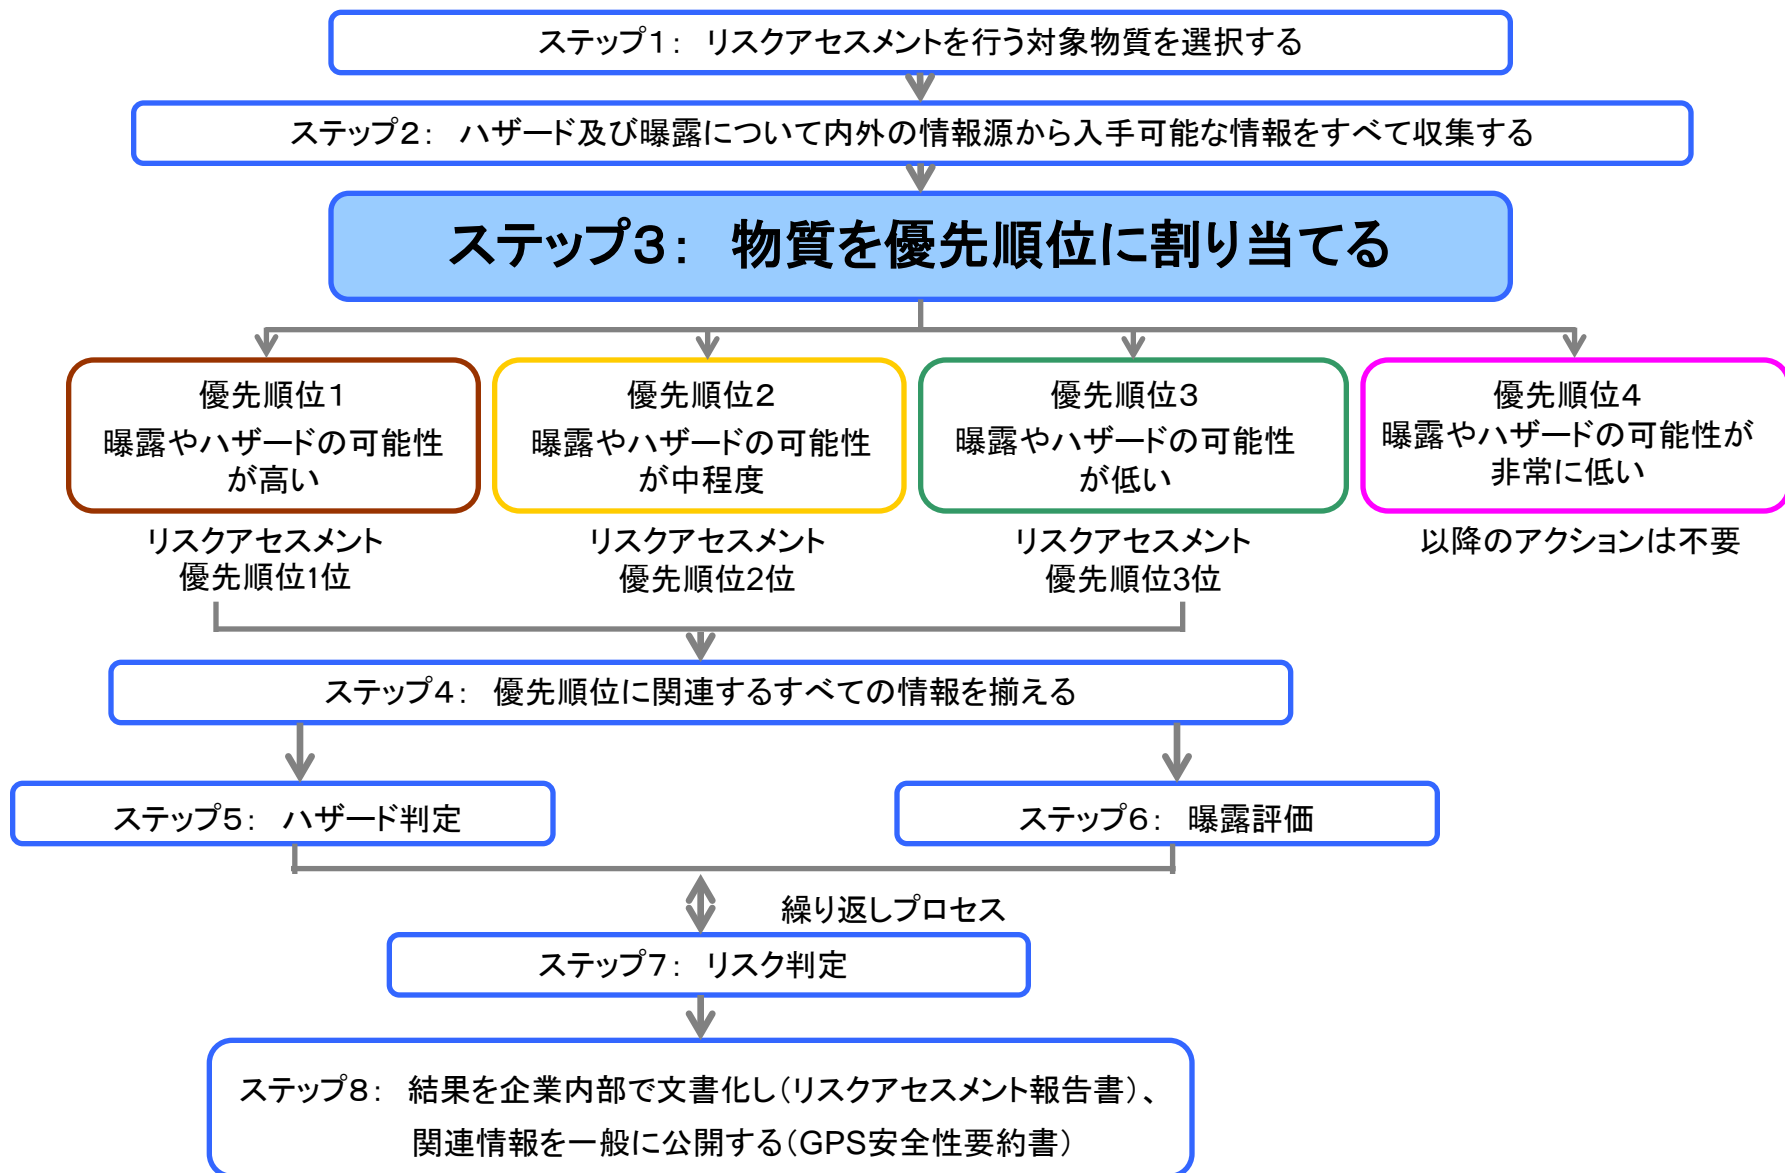 ステップ1： リスクアセスメントを行う対象物質を選択する
ステップ2： ハザード及び曝露について内外の情報源から入手可能な情報をすべて収集する
ステップ3： 物質を優先順位に割り当てる
優先順位1
曝露やハザードの可能性
が高い
優先順位2
曝露やハザードの可能性
が中程度
優先順位3
曝露やハザードの可能性
が低い
優先順位4
曝露やハザードの可能性が
非常に低い
リスクアセスメント
優先順位1位
リスクアセスメント
優先順位2位
リスクアセスメント
優先順位3位
以降のアクションは不要
ステップ4： 優先順位に関連するすべての情報を揃える
ステップ5： ハザード判定
ステップ6： 曝露評価
繰り返しプロセス
ステップ7： リスク判定
ステップ8： 結果を企業内部で文書化し（リスクアセスメント報告書）、
関連情報を一般に公開する（GPS安全性要約書）